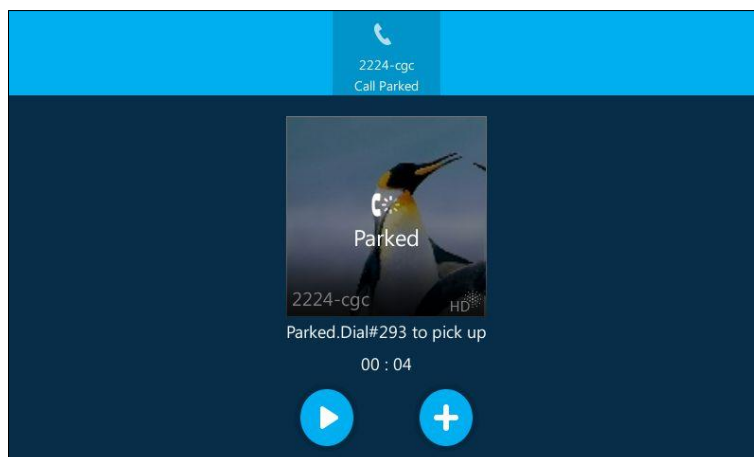 2224-cgc
Call Parked
Parked
2224-cgc
HD
Parked.Dial#293 to pick up
00 : 04